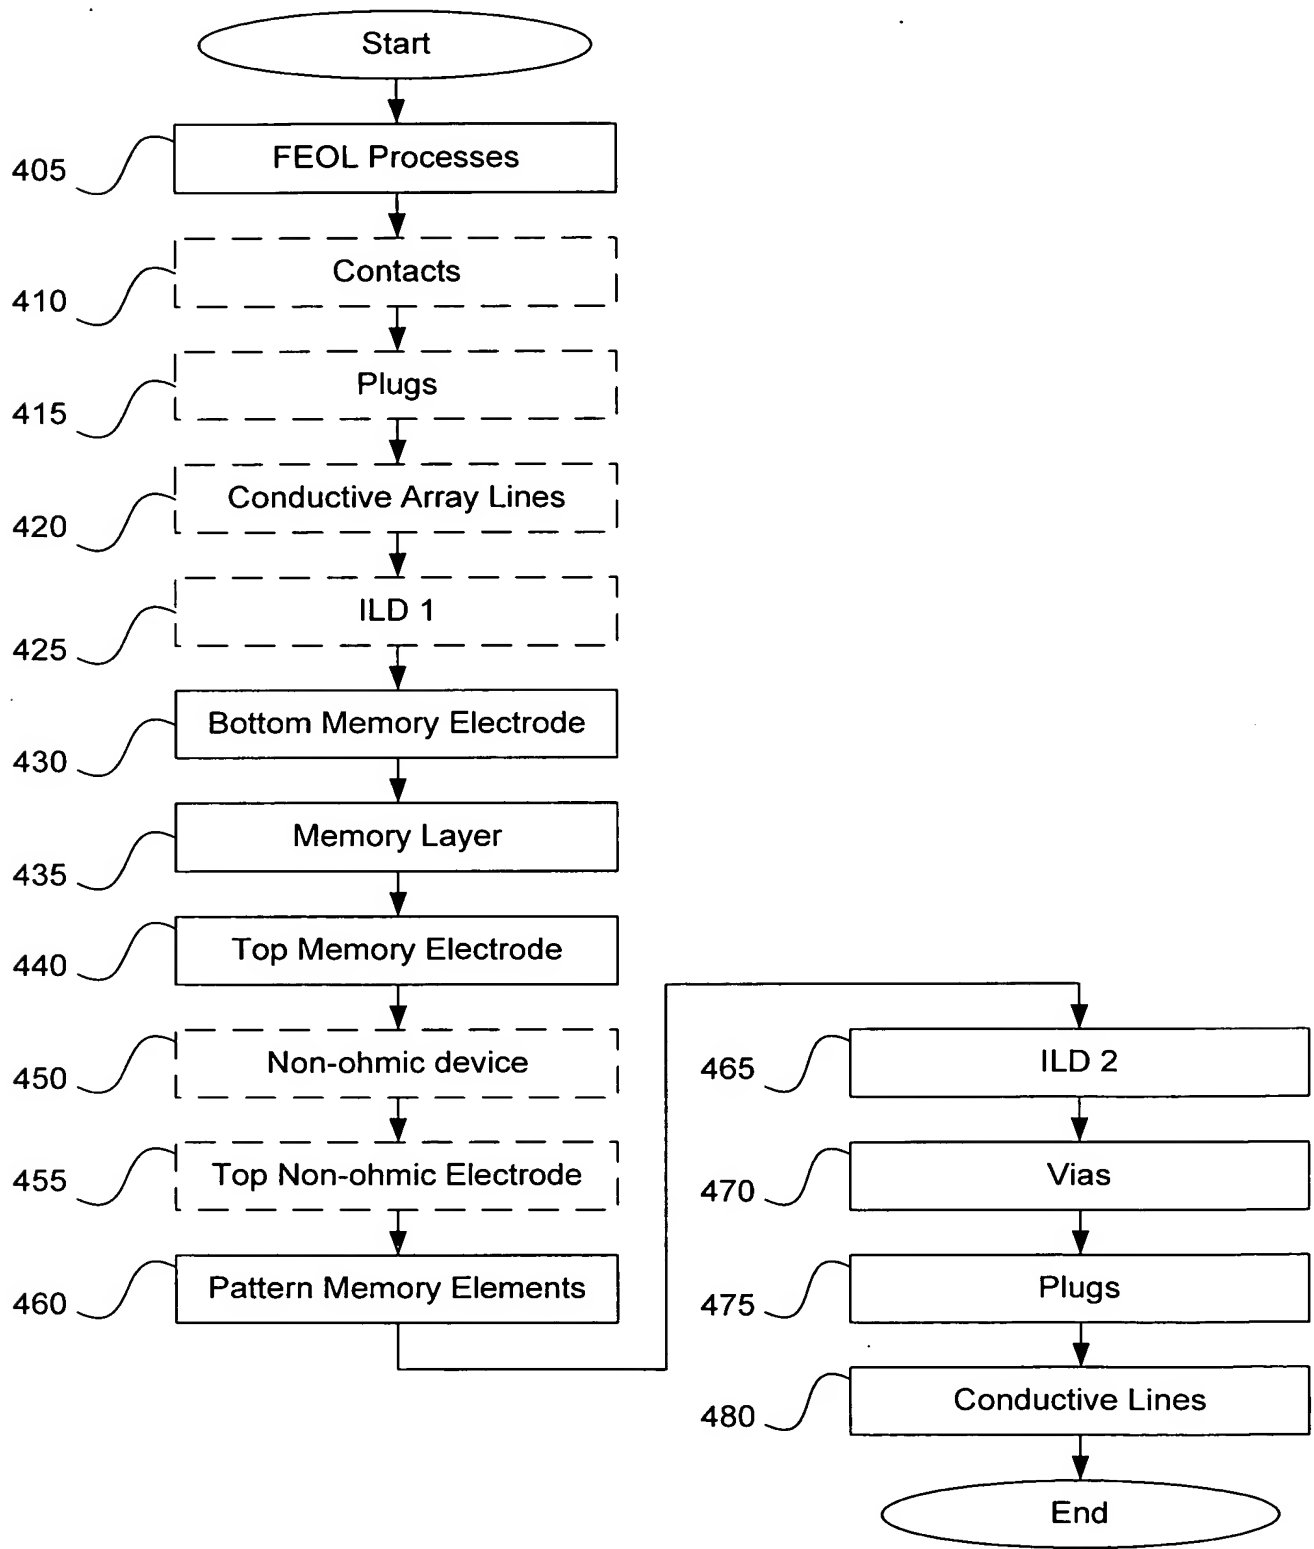 Start
405
FEOL Processes
410
Contacts
415
Plugs
420
Conductive Array Lines
425
ILD 1
430
Bottom Memory Electrode
435
Memory Layer
440
Top Memory Electrode
450
Non-ohmic device
455
Top Non-ohmic Electrode
460
Pattern Memory Elements
465
ILD 2
470
Vias
475
Plugs
480
Conductive Lines
End